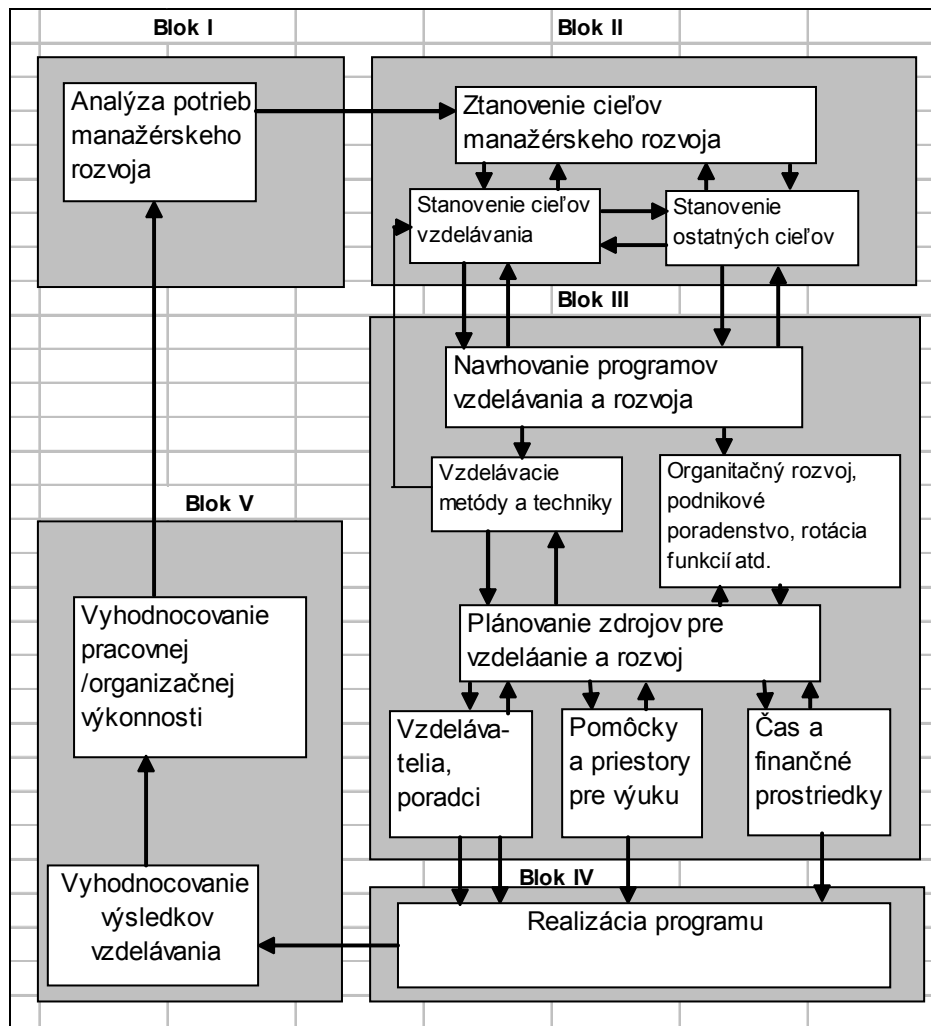 Blok I
Blok II
Analýza potrieb
manažérskeho
rozvoja
Ztanovenie cieľov
manažérskeho
rozvoja
Stanovenie cieľov
vzdelávania
Stanovenie
ostatných cieľov
Blok III
Navrhovanie programov
vzdelávania a rozvoja
Vzdelávacie
metódy a techniky
Organitačný rozvoj,
podnikové
poradenstvo, rotácia
funkcií atd.
Plánovanie zdrojov pre
vzdeláanie a rozvoj
Vzdeláva-
telia,
poradci
Pomôcky
a priestory
pre výuku
Čas a
finančné
prostriedky
Blok IV
Realizácia programu
Blok V
Vyhodnocovanie
pracovnej
/organizačnej
výkonnosti
Vyhodnocovanie
výsledkov
vzdelávania